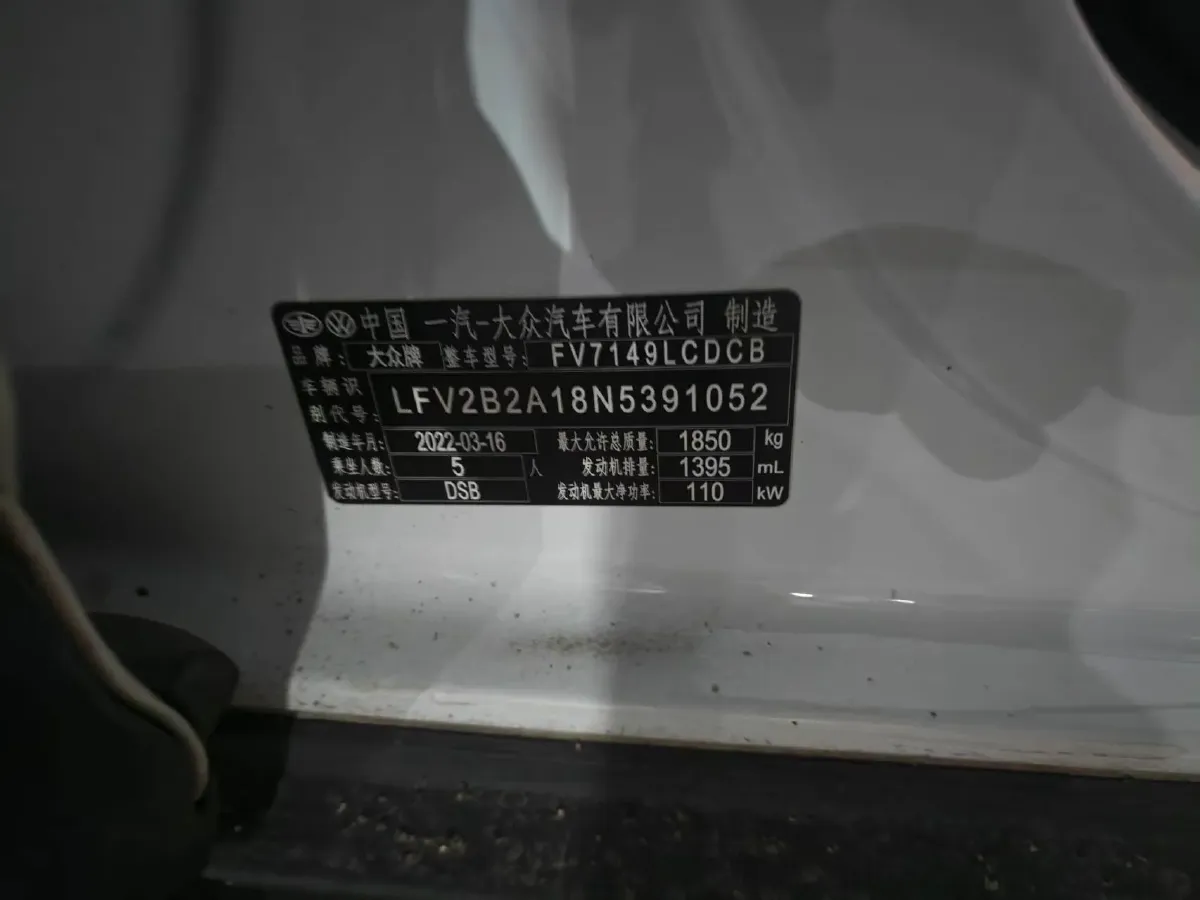 中国 一汽-大众汽车有限公司 制造
品牌: 大众牌 整车型号: FV7149LCDCB
车辆识别代号: LFV2B2A18N5391052
制造年月: 2022-03-16 最大允许总质量: 1850 kg
乘坐人数: 5 人 发动机排量: 1395 mL
发动机型号: DSB 发动机最大净功率: 110 kW